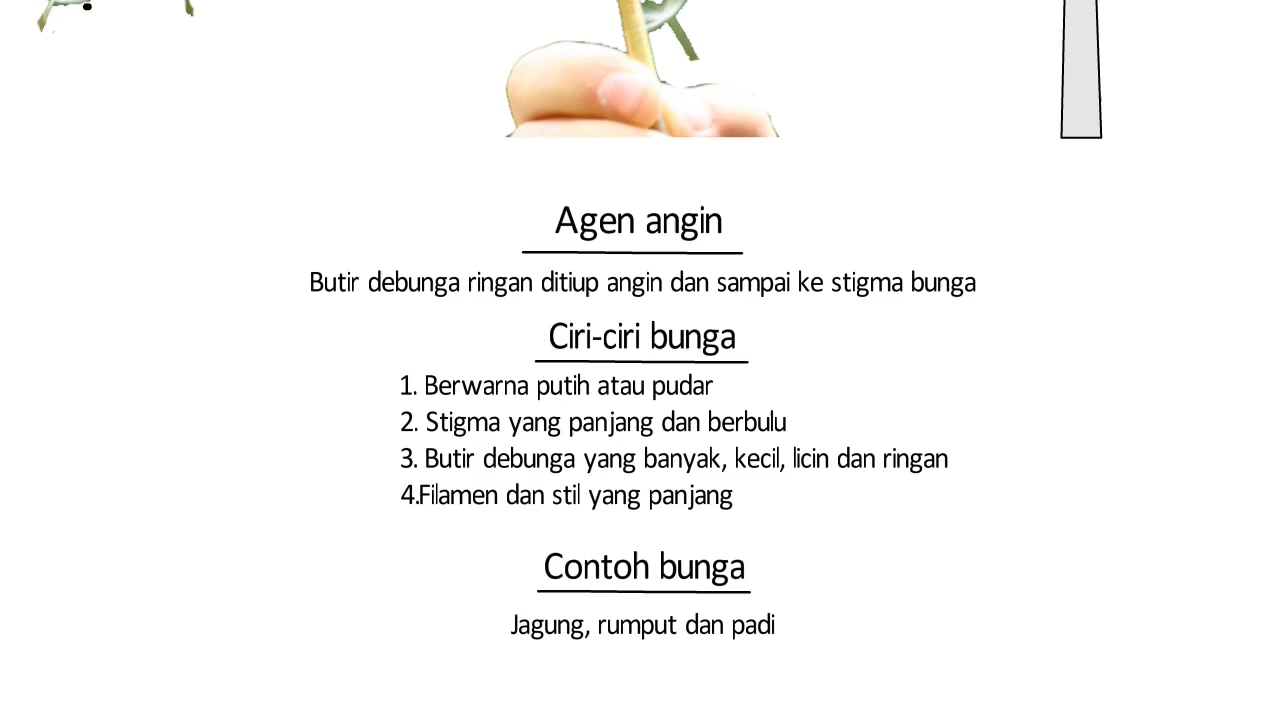 Agen angin
Butir debunga ringan ditiup angin dan sampai ke stigma bunga
Ciri-ciri bunga
1. Berwarna putih atau pudar
2. Stigma yang panjang dan berbulu
3. Butir debunga yang banyak, kecil, licin dan ringan
4.Filamen dan stil yang panjang
Contoh bunga
Jagung, rumput dan padi